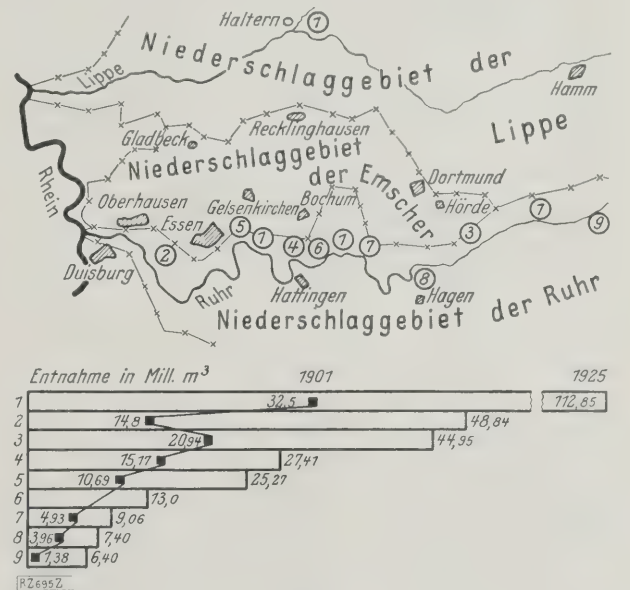 Haltern 1
Niederschlaggebiet der
Lippe
Hamm
Lippe
Recklinghausen
Gladbeck
Niederschlaggebiet
der Emscher
Rhein
Dortmund
Hörde
Oberhausen
Gelsenkirchen
Bochum
Essen
5 1 4 6 1 7 3 1 9
2
Duisburg
Ruhr
Hattingen
8
Hagen
Niederschlaggebiet der Ruhr
Entnahme in Mill. m³ 1901 1925
1 32,5 112,85
2 14,8 48,84
3 20,94 44,95
4 15,17 27,41
5 10,69 25,27
6 13,0
7 4,93 9,06
8 3,96 7,40
9 1,38 6,40
RZ695Z